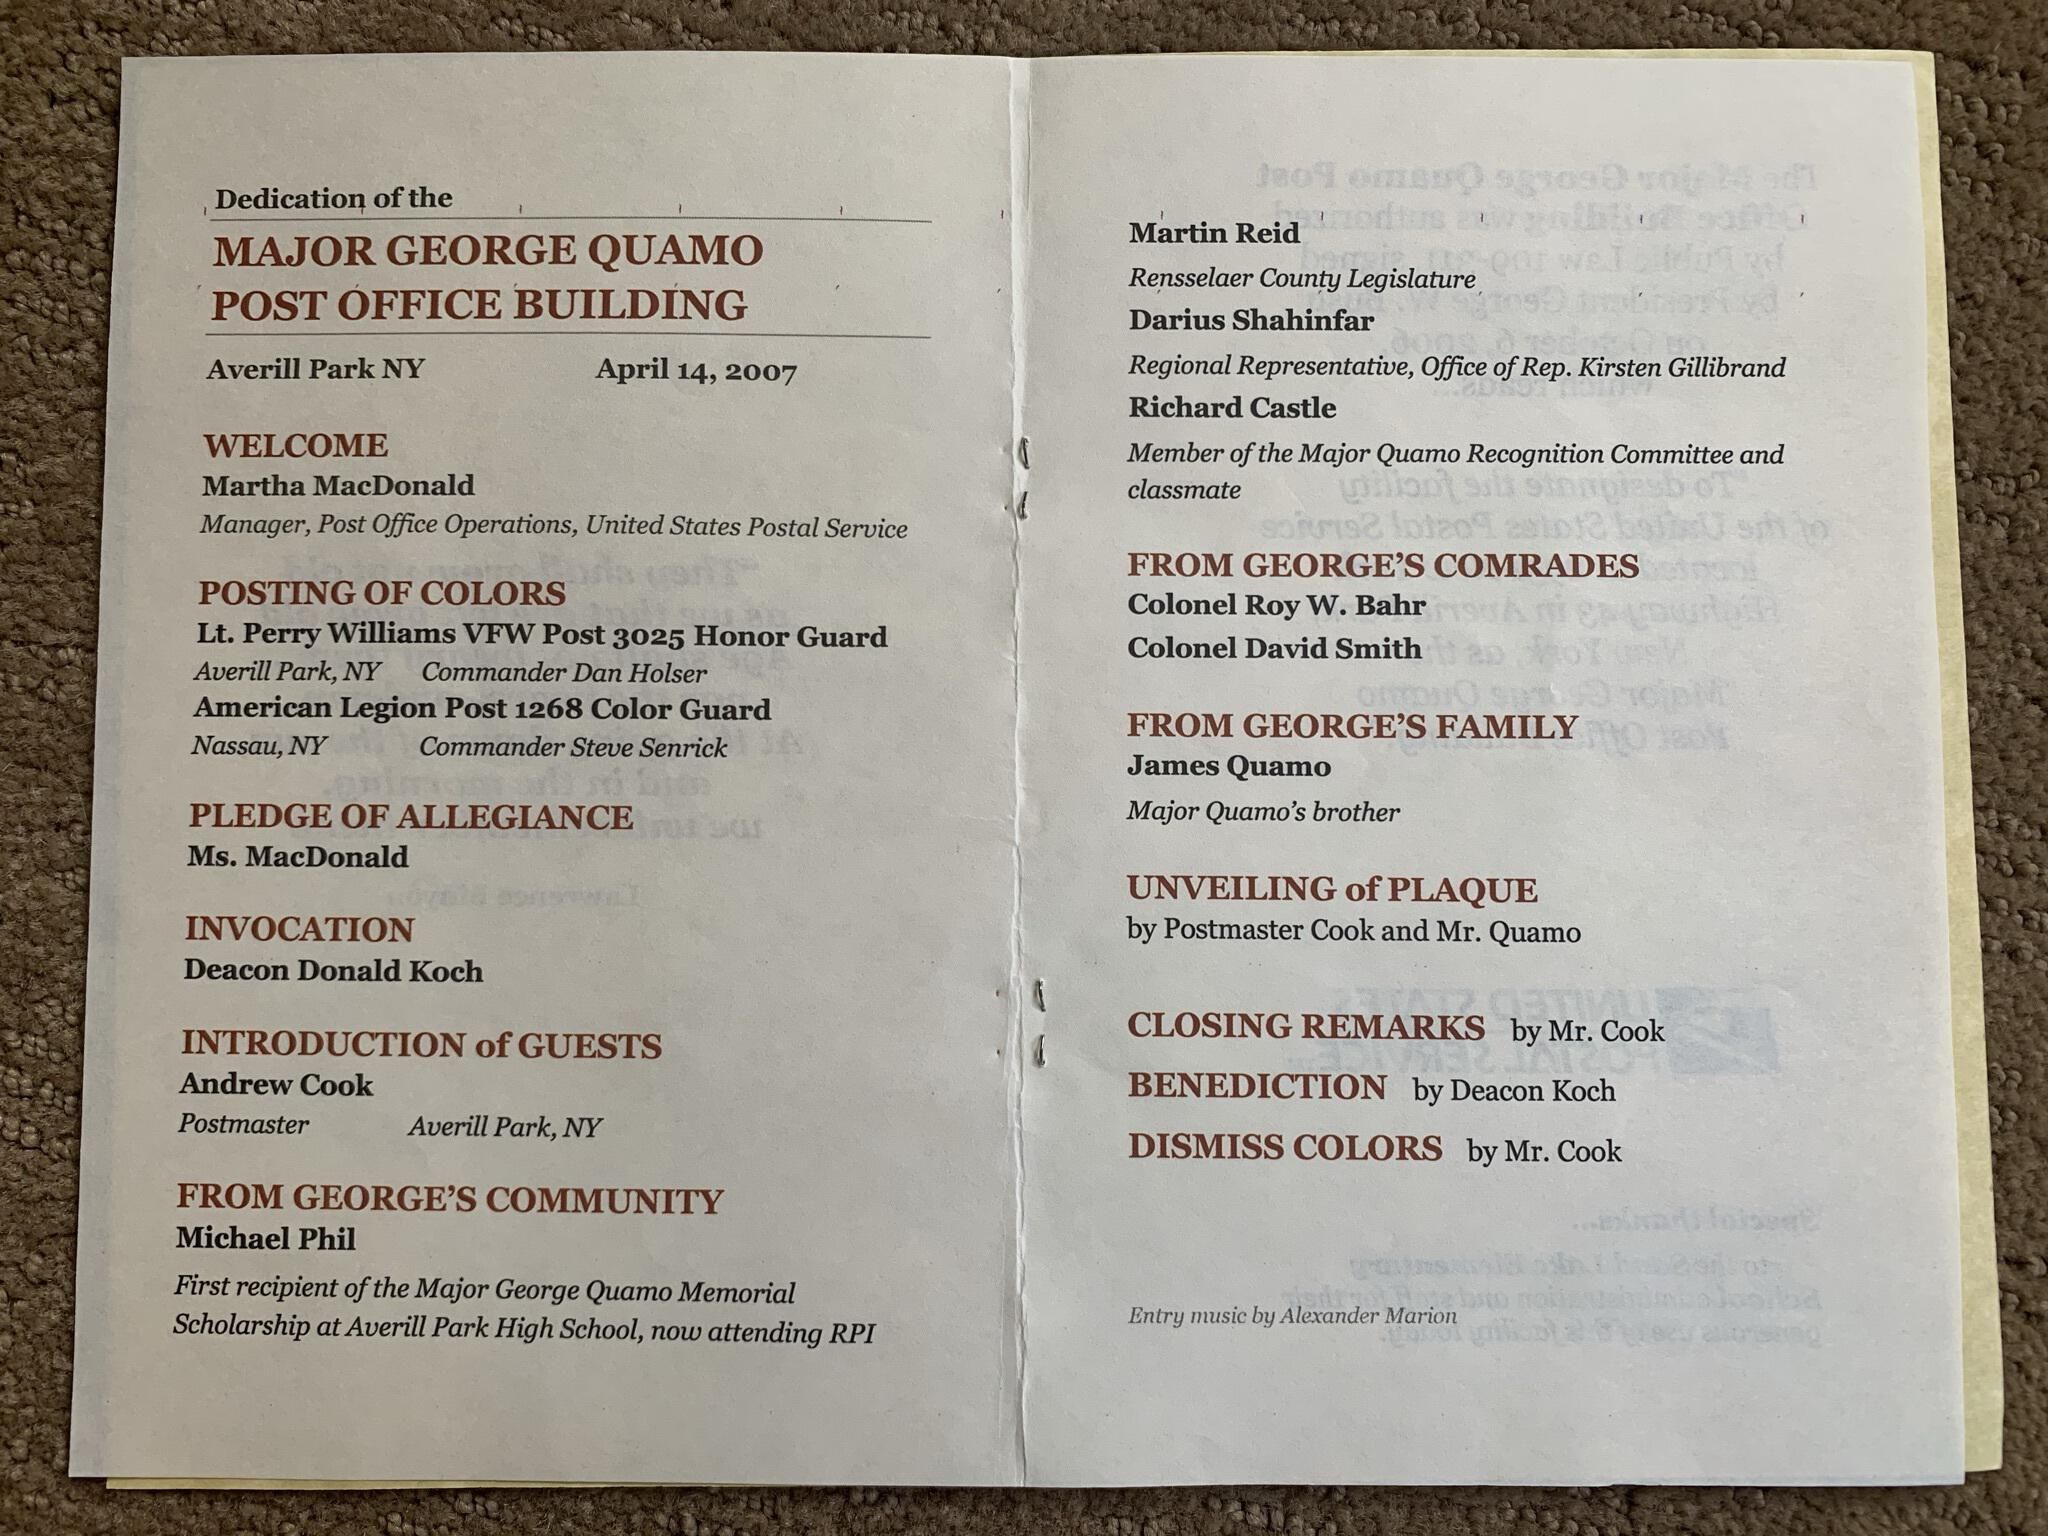 Dedication of the
MAJOR GEORGE QUAMO
POST OFFICE BUILDING
Averill Park NY April 14, 2007
WELCOME
Martha MacDonald
Manager, Post Office Operations, United States Postal Service
POSTING OF COLORS
Lt. Perry Williams VFW Post 3025 Honor Guard
Averill Park, NY Commander Dan Holser
American Legion Post 1268 Color Guard
Nassau, NY Commander Steve Senrick
PLEDGE OF ALLEGIANCE
Ms. MacDonald
INVOCATION
Deacon Donald Koch
INTRODUCTION of GUESTS
Andrew Cook
Postmaster Averill Park, NY
FROM GEORGE'S COMMUNITY
Michael Phil
First recipient of the Major George Quamo Memorial
Scholarship at Averill Park High School, now attending RPI
Martin Reid
Rensselaer County Legislature
Darius Shahinfar
Regional Representative, Office of Rep. Kirsten Gillibrand
Richard Castle
Member of the Major Quamo Recognition Committee and
classmate
FROM GEORGE'S COMRADES
Colonel Roy W. Bahr
Colonel David Smith
FROM GEORGE'S FAMILY
James Quamo
Major Quamo's brother
UNVEILING of PLAQUE
by Postmaster Cook and Mr. Quamo
CLOSING REMARKS by Mr. Cook
BENEDICTION by Deacon Koch
DISMISS COLORS by Mr. Cook
Entry music by Alexander Marion